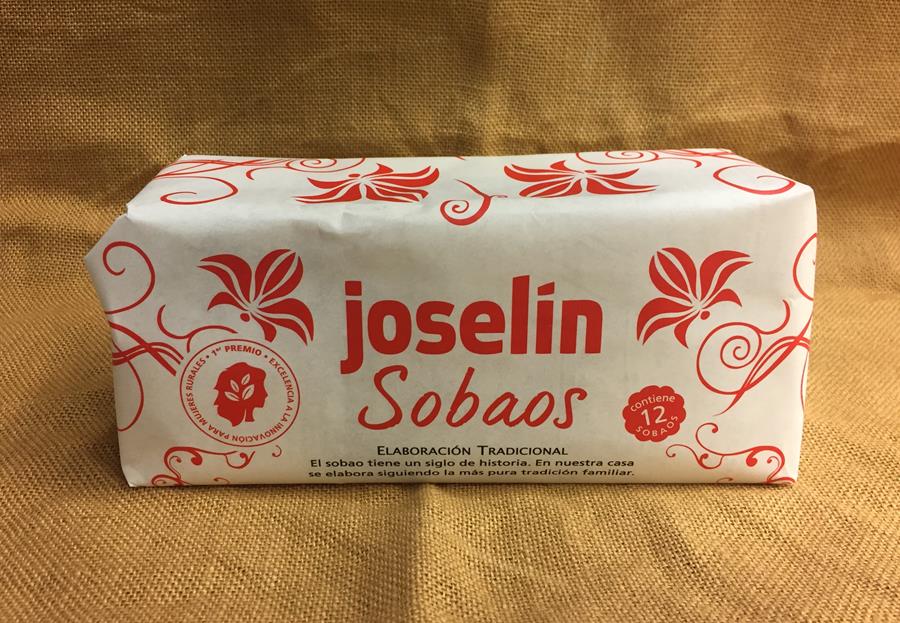 joselín
Sobaos
1er PREMIO • EXCELENCIA A LA INNOVACIÓN PARA MUJERES RURALES •
contiene
12
SOBAOS
ELABORACIÓN TRADICIONAL
El sobao tiene un siglo de historia. En nuestra casa
se elabora siguiendo la más pura tradición familiar.